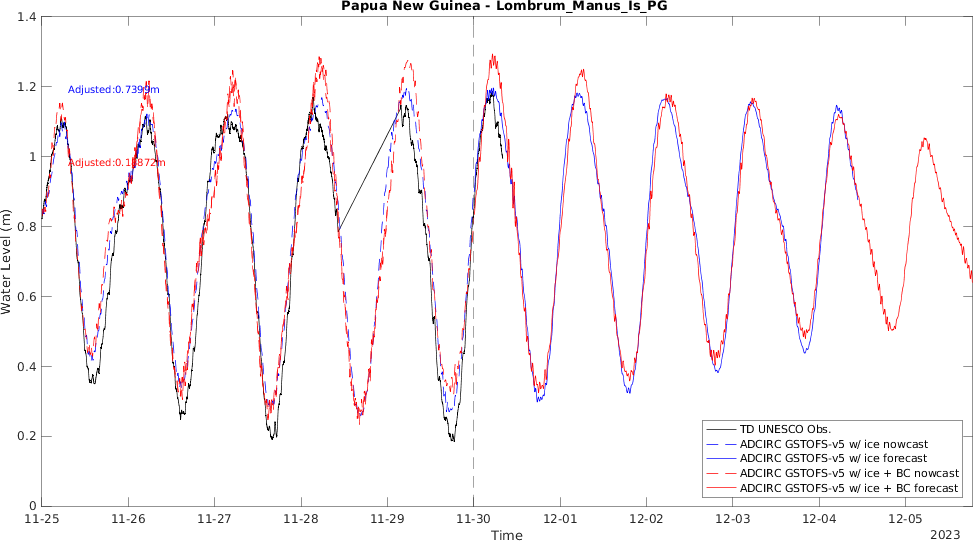 Papua New Guinea - Lombrum_Manus_Is_PG
1.4
1.2
1
0.8
0.6
0.4
0.2
0
Water Level (m)
Adjusted:0.7399m
TD UNESCO Obs.
ADCIRC GSTOFS-v5 w/ ice nowcast
ADCIRC GSTOFS-v5 w/ ice forecast
ADCIRC GSTOFS-v5 w/ ice + BC nowcast
ADCIRC GSTOFS-v5 w/ ice + BC forecast
11-25 11-26 11-27 11-28 11-29 11-30 12-01 12-02 12-03 12-04 12-05
Time
2023